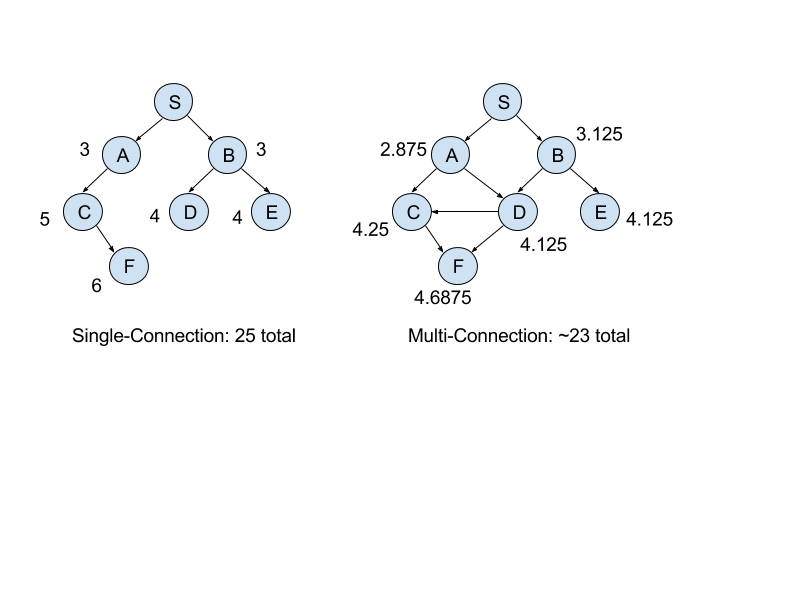 S
S
3.125
3 A B 3
2.875 A B
5 C 4 D 4 E
C D E 4.125
4.25 4.125
6 F
F
4.6875
Single-Connection: 25 total
Multi-Connection: ~23 total